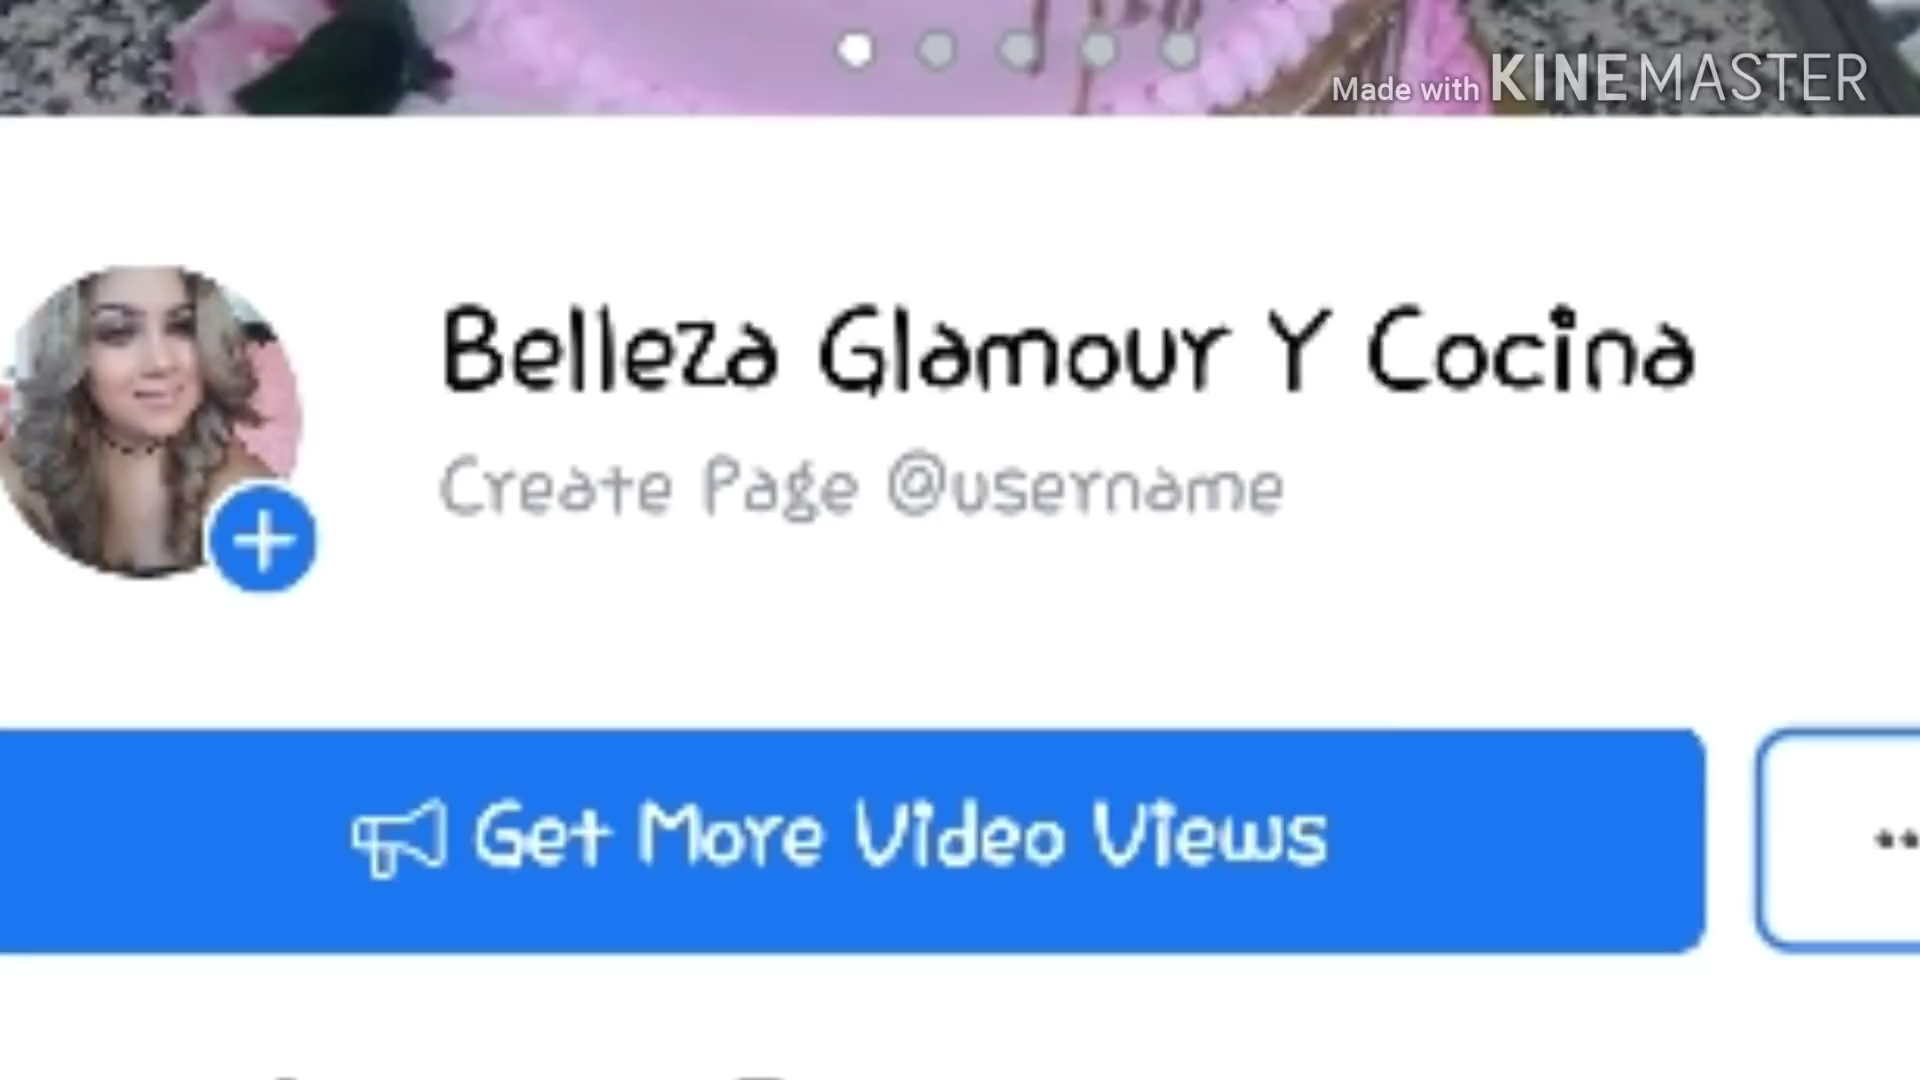 Made with KINEMASTER
Belleza Glamour Y Cocina
Create Page @username
Get More Video Views